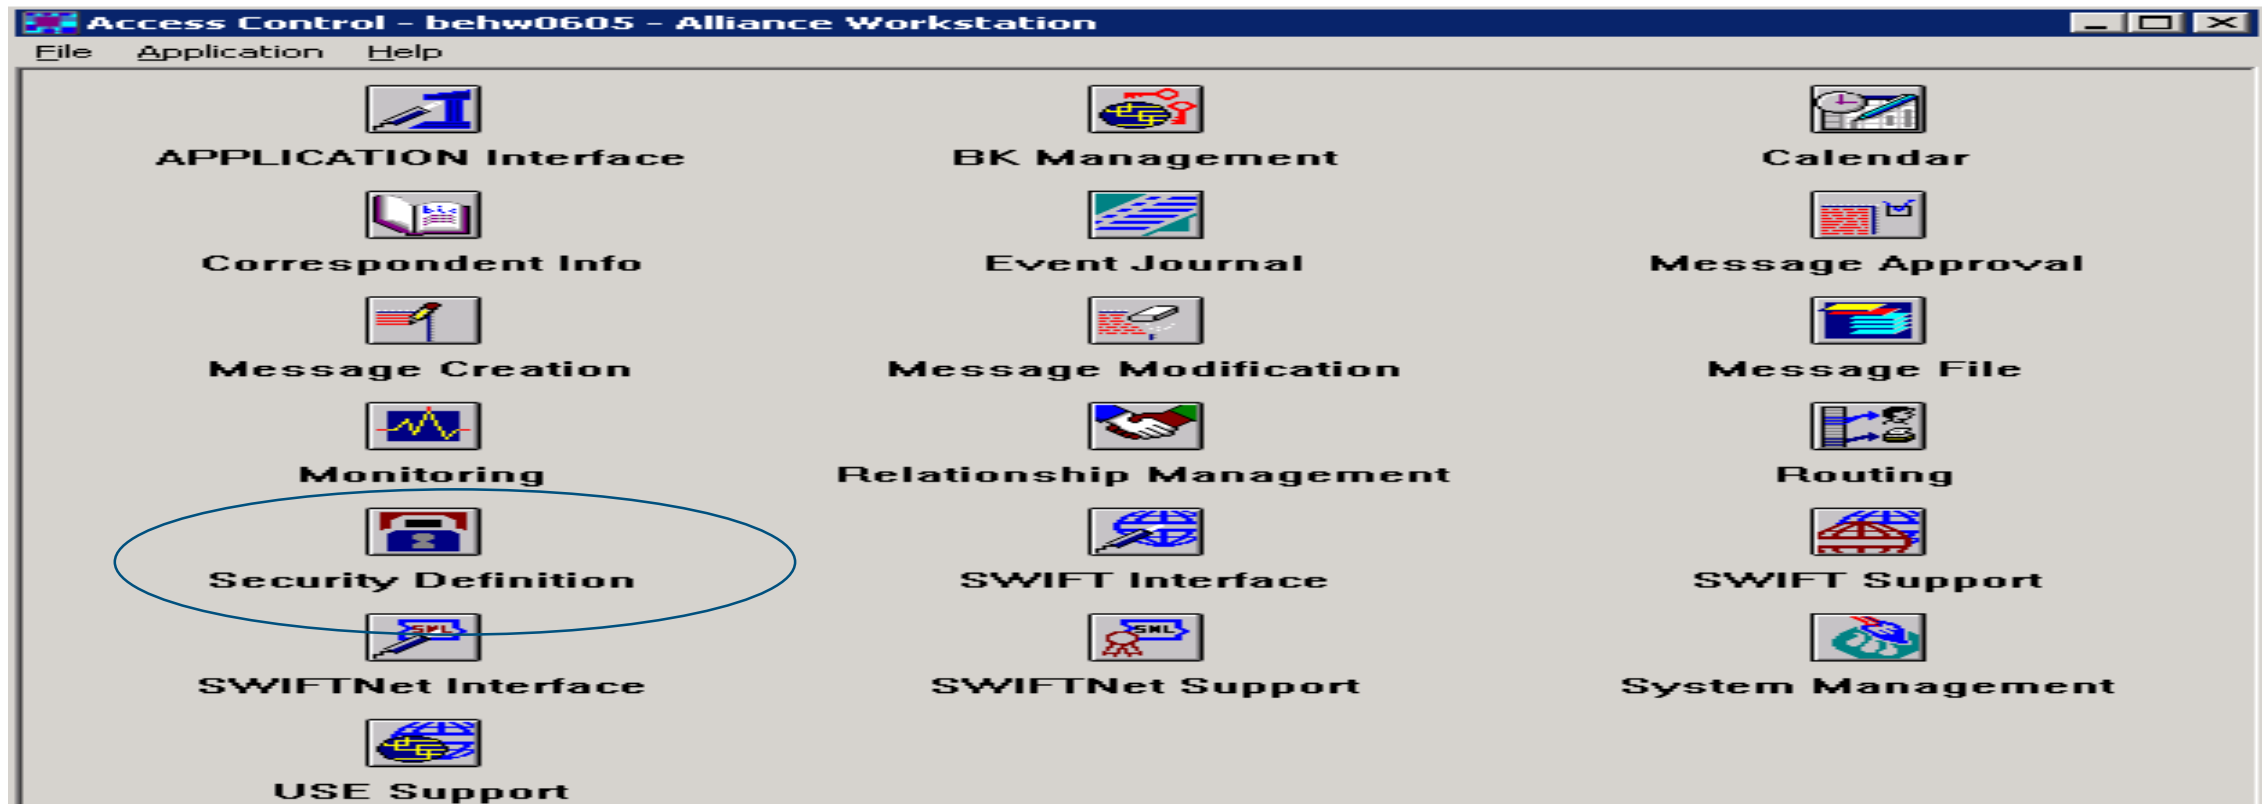 Access Control - behw0605 - Alliance Workstation
File Application Help
APPLICATION Interface BK Management Calendar
Correspondent Info Event Journal Message Approval
Message Creation Message Modification Message File
Monitoring Relationship Management Routing
Security Definition SWIFT Interface SWIFT Support
SNL SNL
SWIFTNet Interface SWIFTNet Support System Management
USE Support